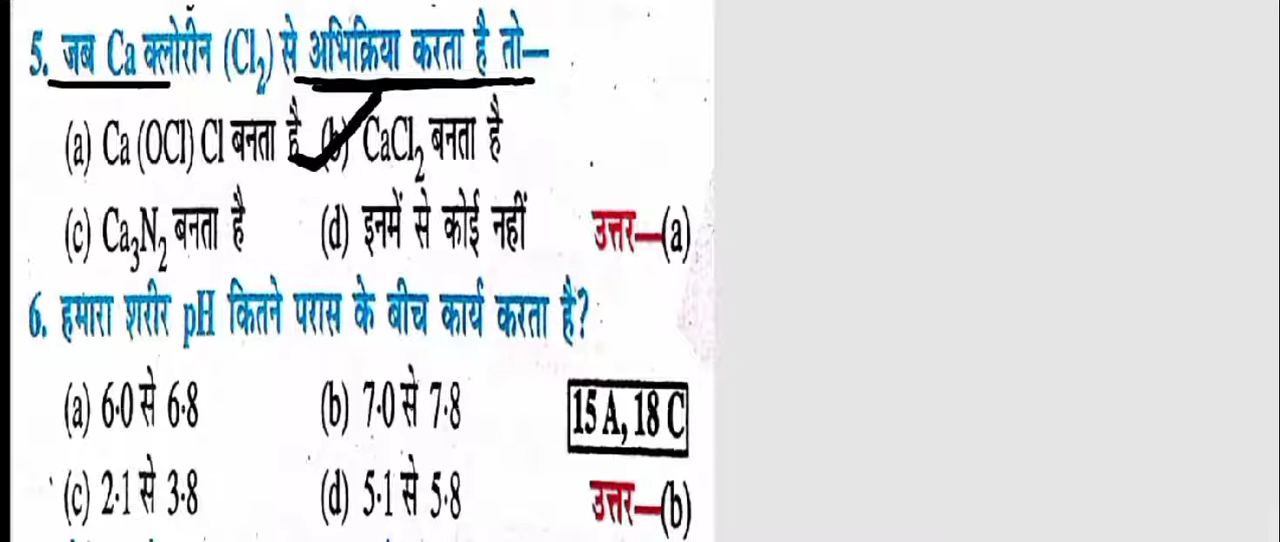 5. जब Ca क्लोरीन (Cl₂) से अभिक्रिया करता है तो—
(a) Ca (OCl) Cl बनता है (b) CaCl₂ बनता है
(c) Ca₃N₂ बनता है (d) इनमें से कोई नहीं उत्तर—(a)
6. हमारा शरीर pH कितने परास के बीच कार्य करता है?
(a) 6·0 से 6·8 (b) 7·0 से 7·8 15 A, 18 C
(c) 2·1 से 3·8 (d) 5·1 से 5·8 उत्तर—(b)